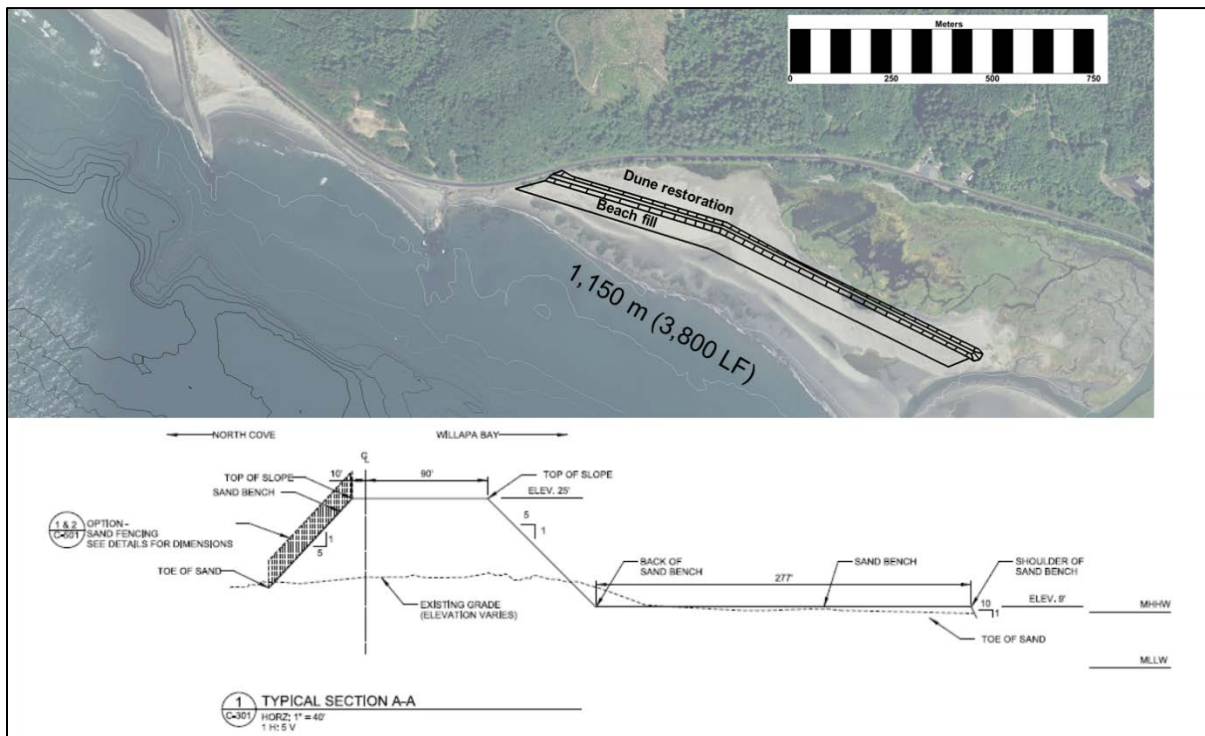 Meters
0
250
500
750
Dune restoration
Beach fill
1,150 m (3,800 LF)
NORTH COVE
WILLAPA BAY
10'
℄
90'
TOP OF SLOPE
TOP OF SLOPE
SAND BENCH
ELEV. 25'
1 & 2
C-601
OPTION -
SAND FENCING
SEE DETAILS FOR DIMENSIONS
1
5
5
1
TOE OF SAND
EXISTING GRADE
(ELEVATION VARIES)
BACK OF
SAND BENCH
277'
SAND BENCH
SHOULDER OF
SAND BENCH
10
1
ELEV. 9'
MHHW
TOE OF SAND
MLLW
1
C-301
TYPICAL SECTION A-A
HORZ: 1" = 40'
1 H: 5 V